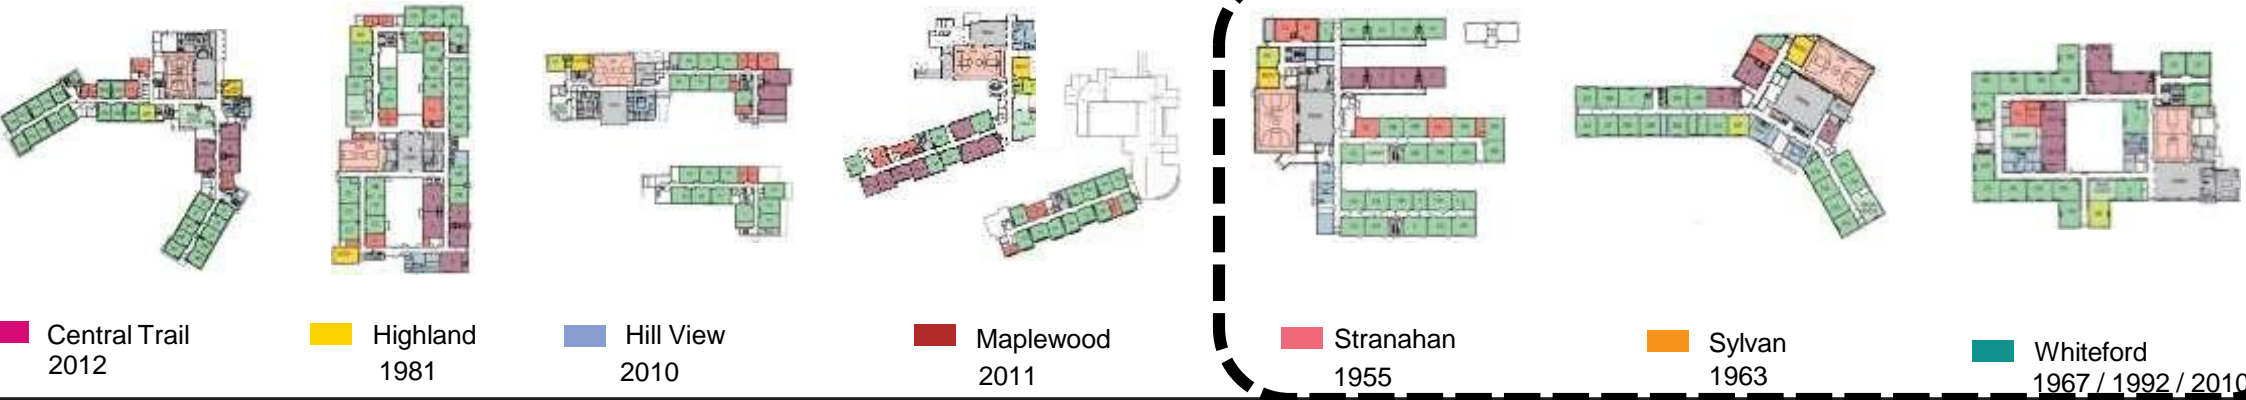 Central Trail
2012
Highland
1981
Hill View
2010
Maplewood
2011
Stranahan
1955
Sylvan
1963
Whiteford
1967 / 1992 / 2010